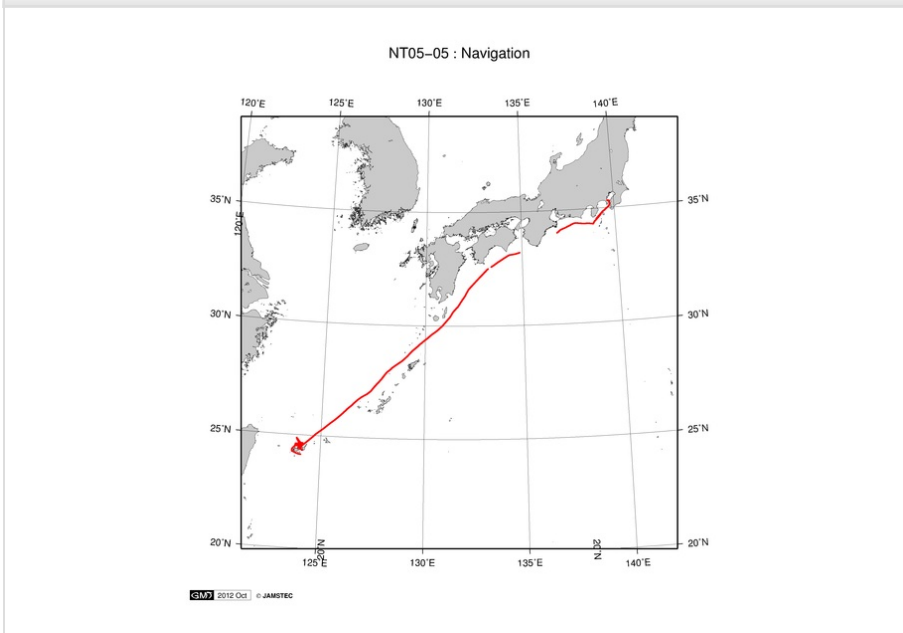 NT05−05 : Navigation
120˚E 125˚E 130˚E 135˚E 140˚E
35˚N 35˚N
120˚E
30˚N 30˚N
25˚N 25˚N
20˚N 20˚N
20˚N 20˚N
125˚E 130˚E 135˚E 140˚E
GMT 2012 Oct © JAMSTEC